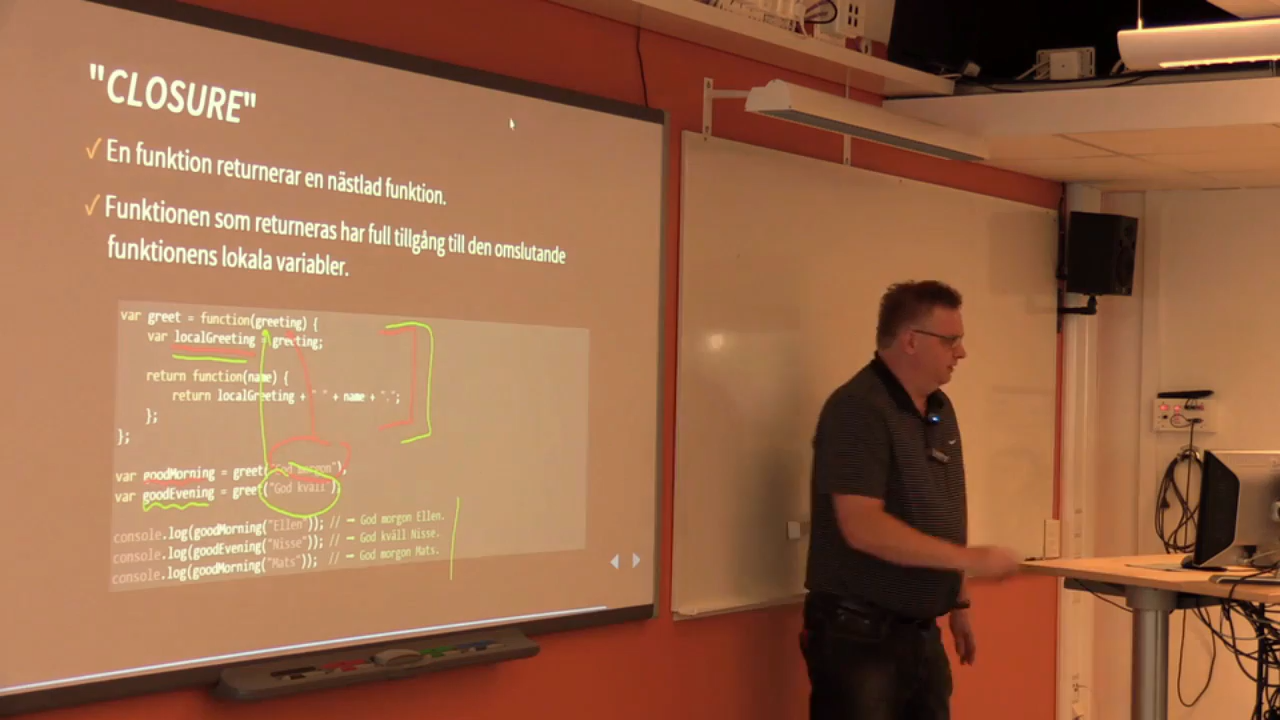 "CLOSURE"
✓ En funktion returnerar en nästlad funktion.
✓ Funktionen som returneras har full tillgång till den omslutande
funktionens lokala variabler.
var greet = function(greeting) {
var localGreeting = greeting;
return function(name) {
return localGreeting + " " + name + ".";
};
};
var goodMorning = greet("God morgon");
var goodEvening = greet("God kväll");
console.log(goodMorning("Ellen")); // → God morgon Ellen.
console.log(goodEvening("Nisse")); // → God kväll Nisse.
console.log(goodMorning("Mats")); // → God morgon Mats.